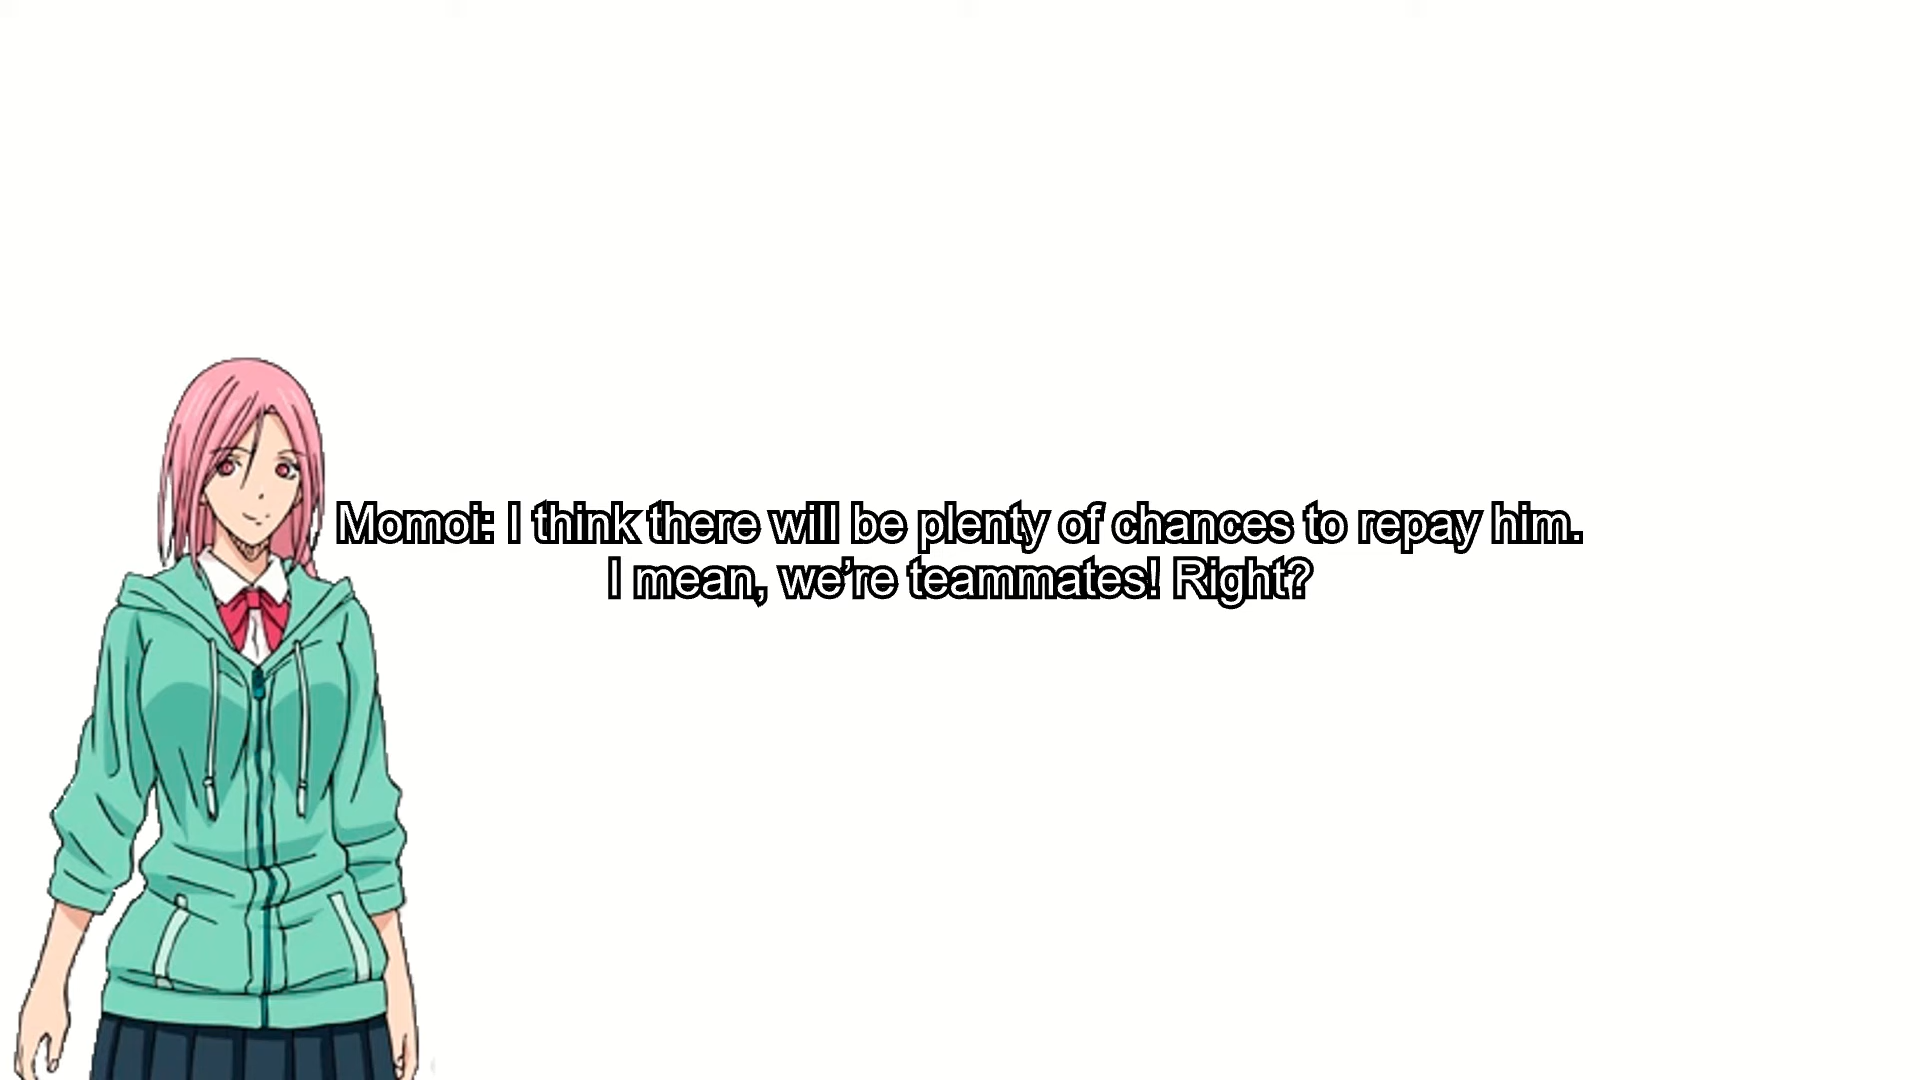 Momoi: I think there will be plenty of chances to repay him.
I mean, we’re teammates! Right?